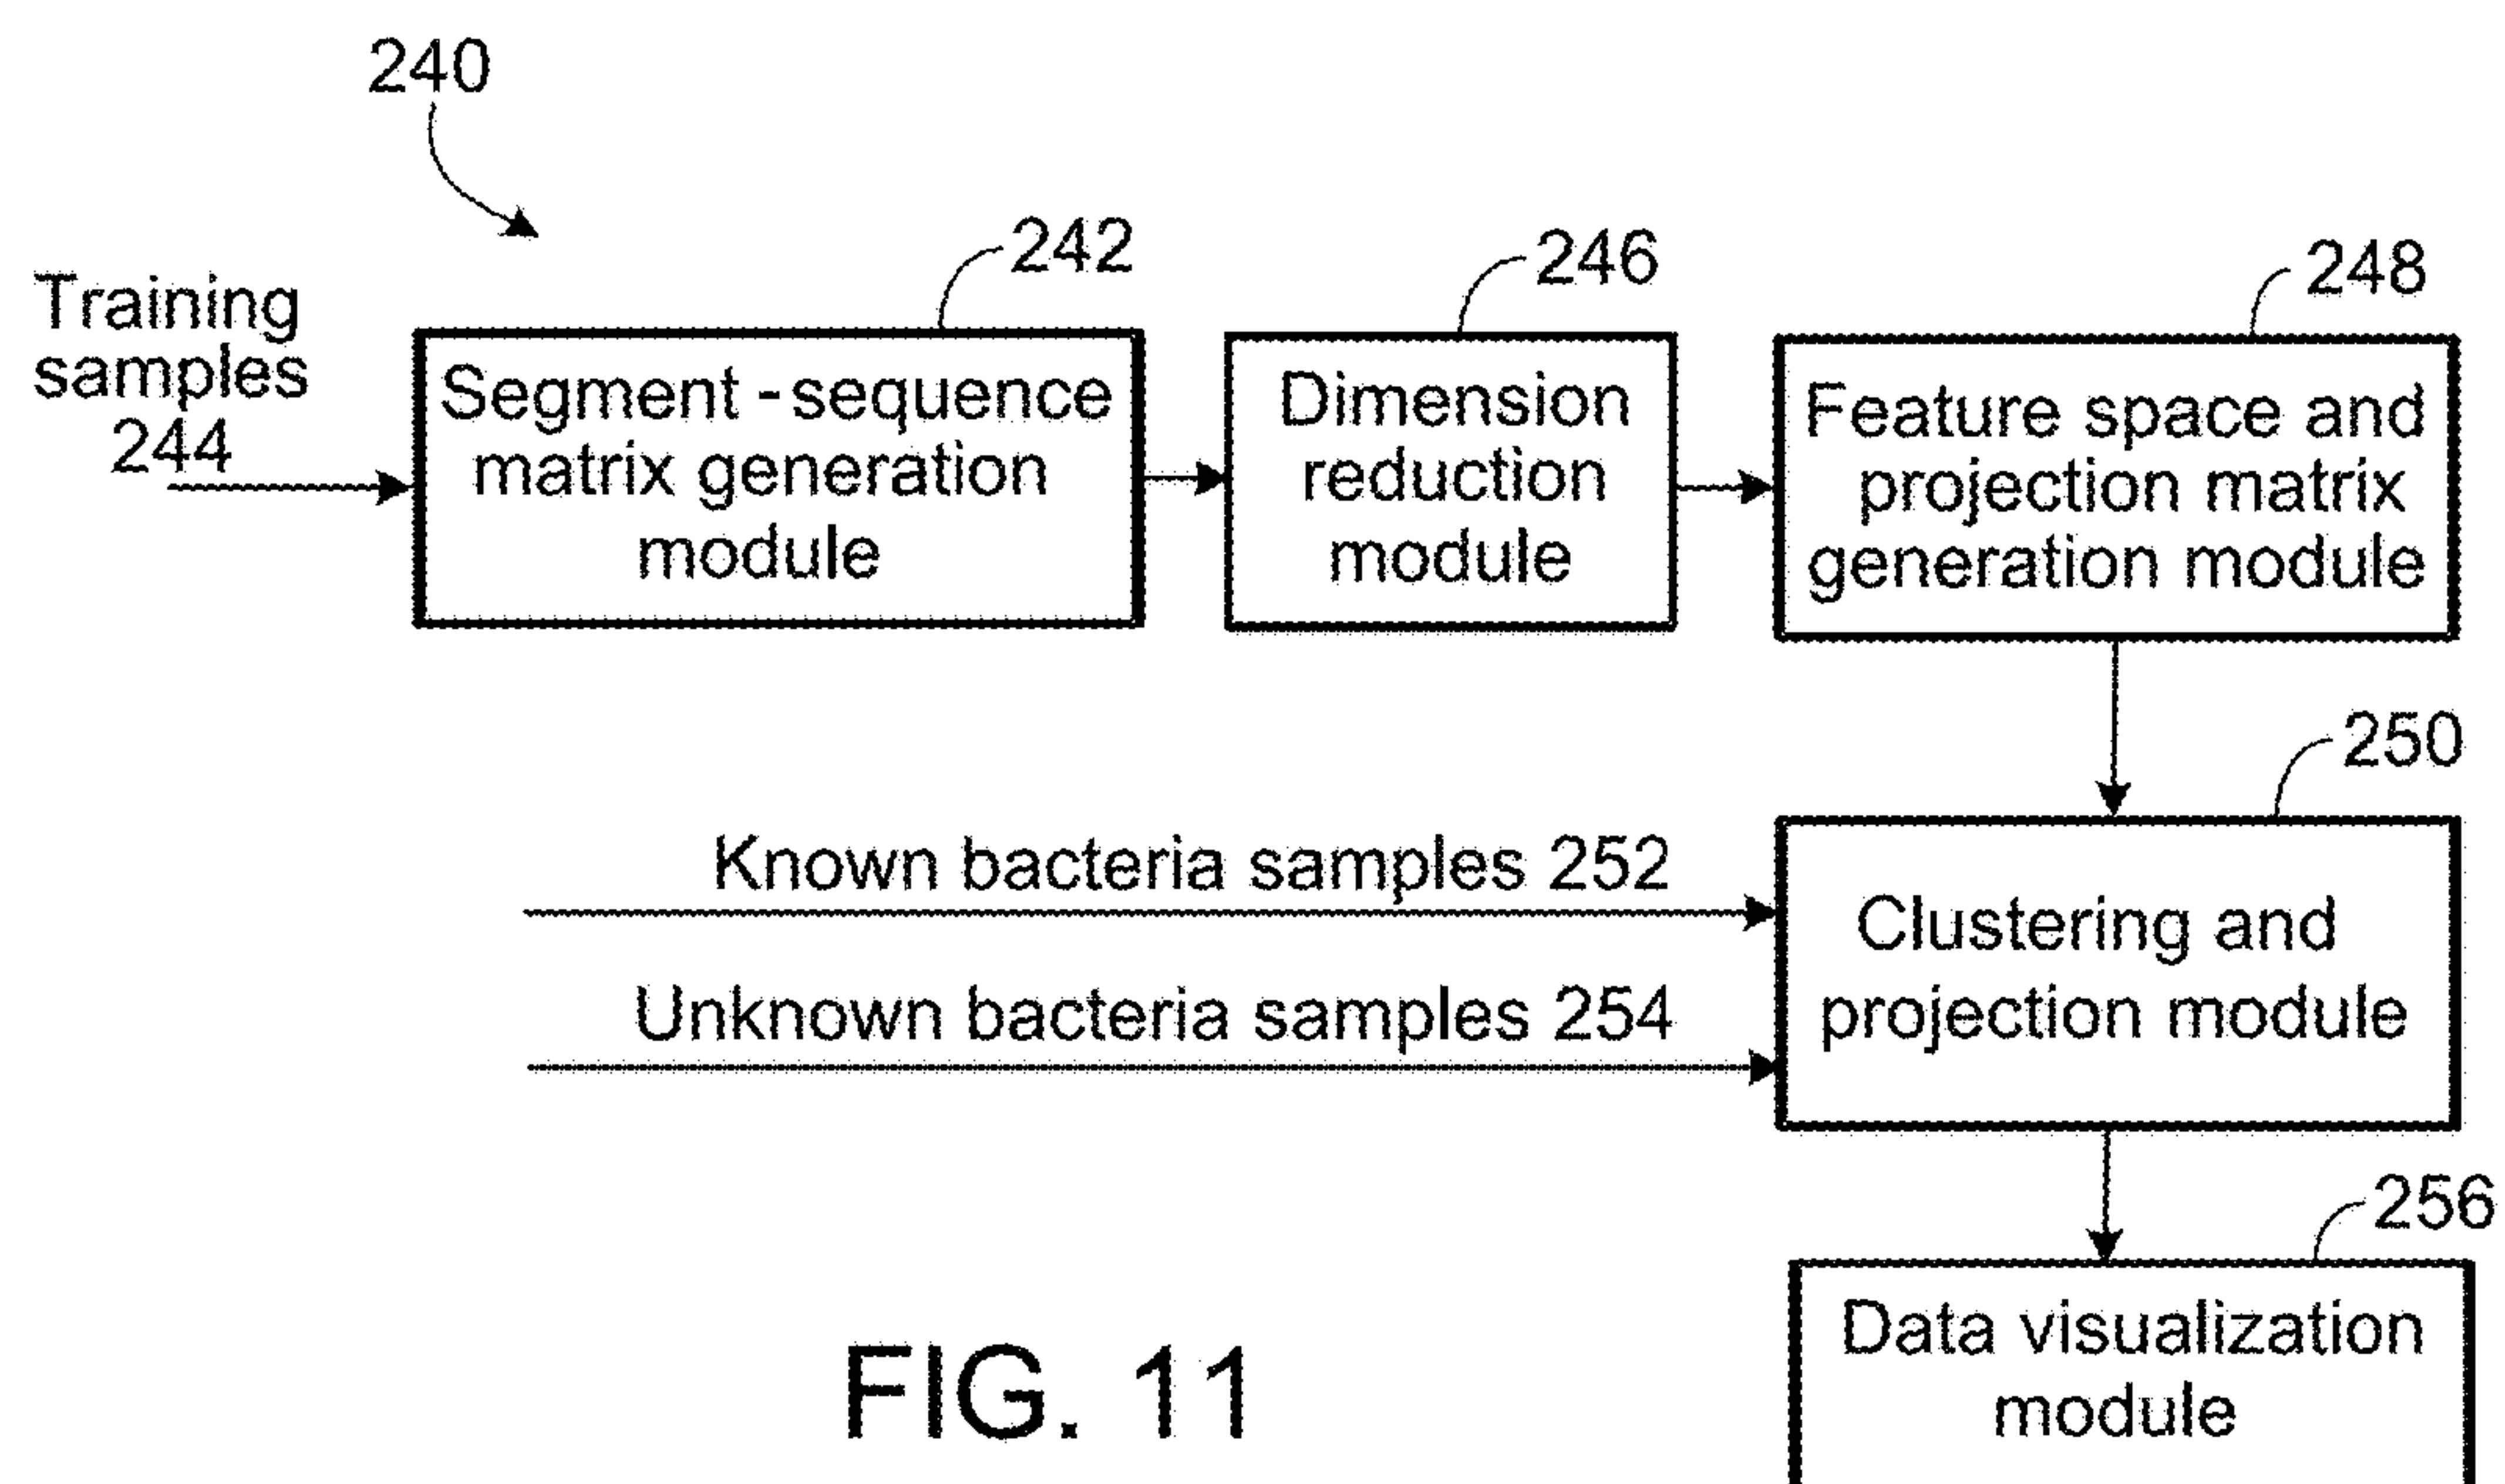 240
Training
samples
244
242
Segment -sequence
matrix generation
module
246
Dimension
reduction
module
248
Feature space and
projection matrix
generation module
250
Known bacteria samples 252
Unknown bacteria samples 254
Clustering and
projection module
256
Data visualization
module
FIG. 11